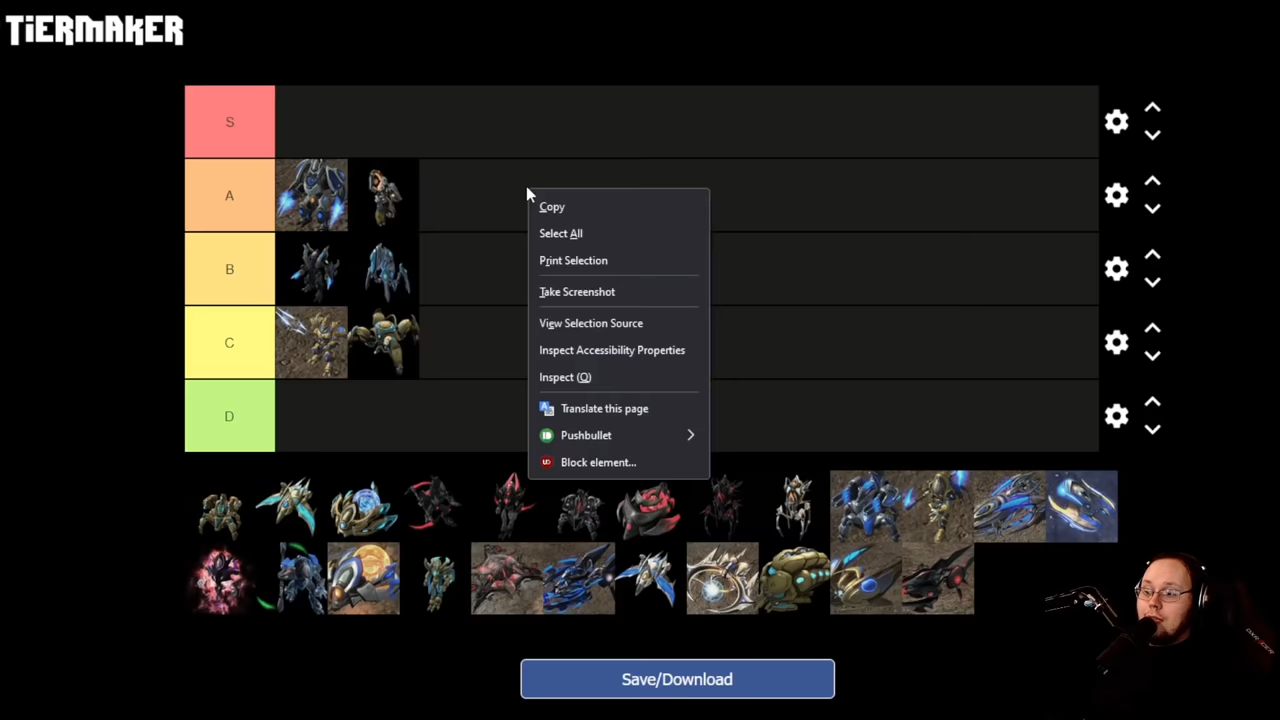 TiERMAKER
S
A
B
C
D
Copy
Select All
Print Selection
Take Screenshot
View Selection Source
Inspect Accessibility Properties
Inspect (Q)
Translate this page
Pushbullet
Block element...
Save/Download